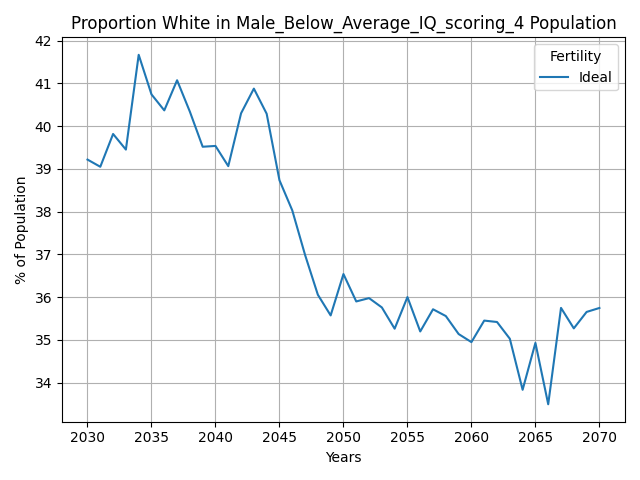 Proportion White in Male_Below_Average_IQ_scoring_4 Population
Fertility
Ideal
% of Population
42
41
40
39
38
37
36
35
34
2030 2035 2040 2045 2050 2055 2060 2065 2070
Years